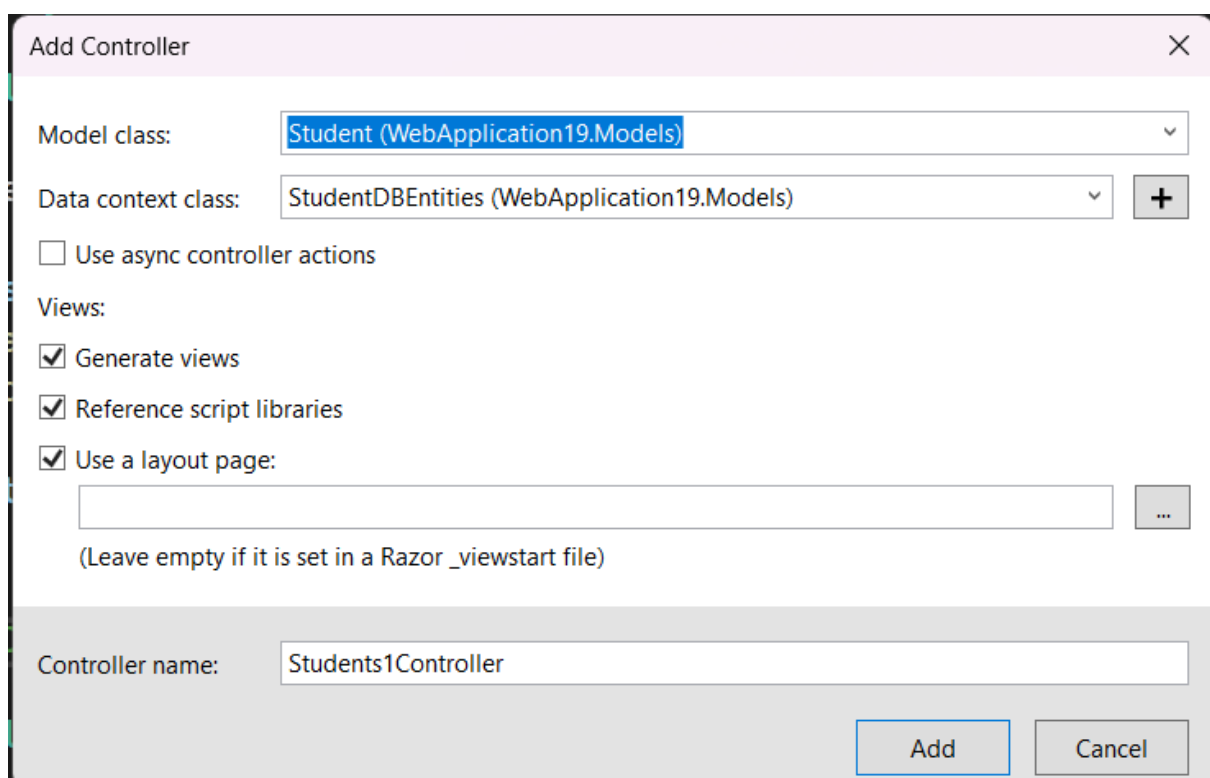 Add Controller
Model class: Student (WebApplication19.Models)
Data context class: StudentDBEntities (WebApplication19.Models) +
Use async controller actions
Views:
Generate views
Reference script libraries
Use a layout page:
...
(Leave empty if it is set in a Razor _viewstart file)
Controller name: Students1Controller
Add Cancel